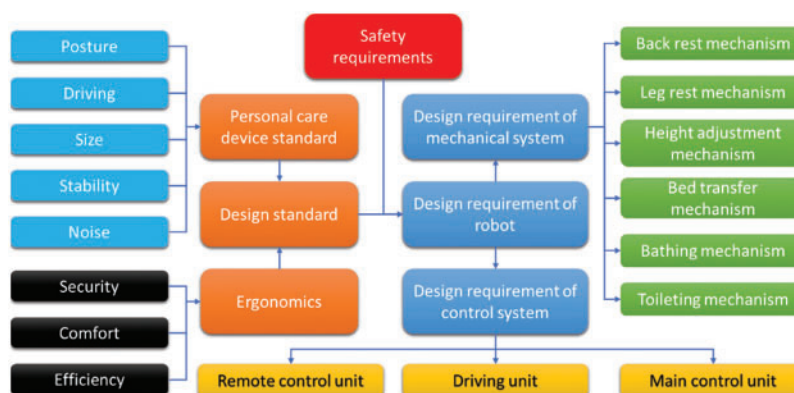 Posture
Driving
Size
Stability
Noise
Security
Comfort
Efficiency
Safety
requirements
Personal care
device standard
Design standard
Ergonomics
Design requirement
of mechanical system
Design requirement of
robot
Design requirement of
control system
Remote control unit
Driving unit
Main control unit
Back rest mechanism
Leg rest mechanism
Height adjustment
mechanism
Bed transfer
mechanism
Bathing mechanism
Toileting mechanism